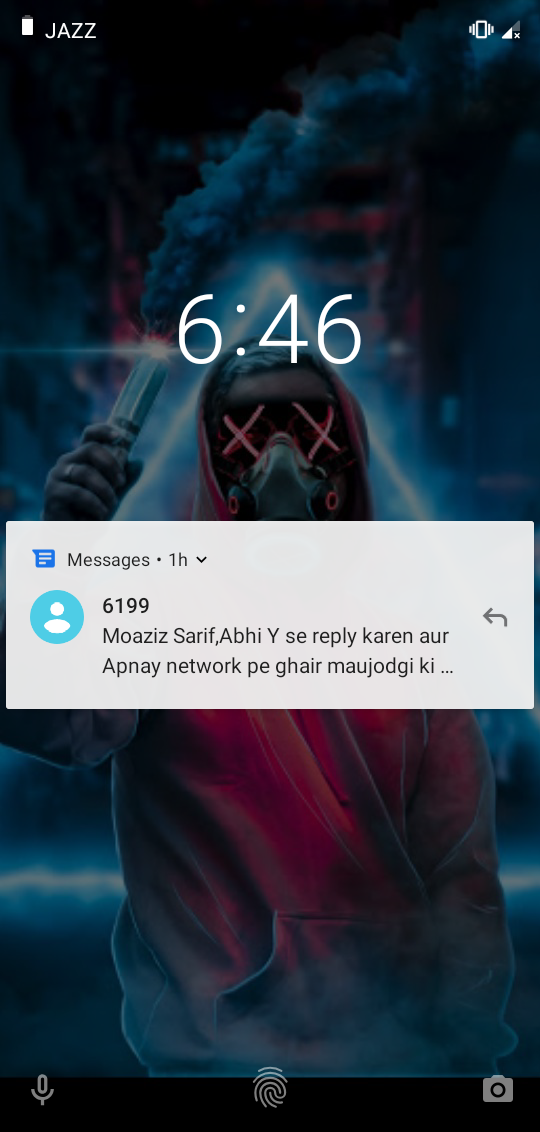 JAZZ
6:46
Messages • 1h
6199
Moaziz Sarif,Abhi Y se reply karen aur
Apnay network pe ghair maujodgi ki ...